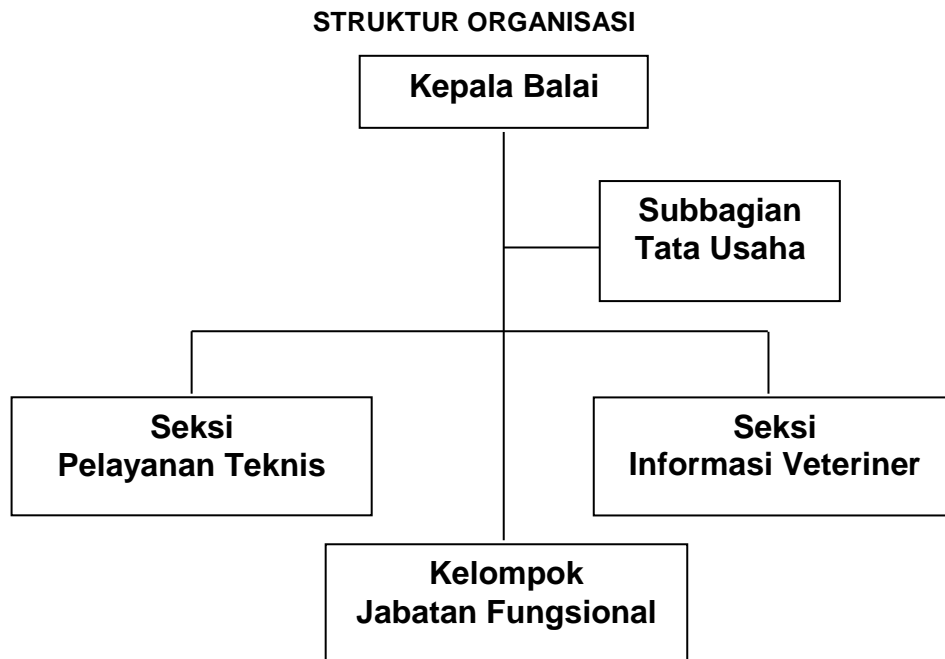 STRUKTUR ORGANISASI
Kepala Balai
Subbagian
Tata Usaha
Seksi
Pelayanan Teknis
Seksi
Informasi Veteriner
Kelompok
Jabatan Fungsional